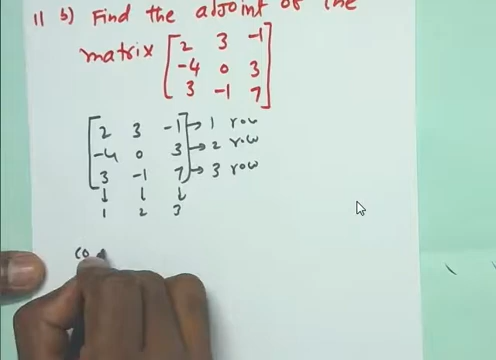 11 b) Find the adjoint of the
matrix [2 3 -1
-4 0 3
3 -1 7]
[2 3 -1 → 1 row
-4 0 3 → 2 row
3 -1 7] → 3 row
↓ ↓ ↓
1 2 3
co